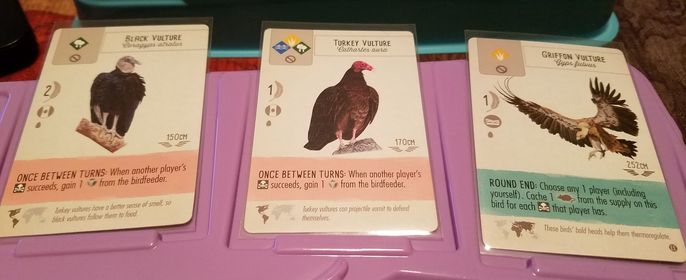 BLACK VULTURE
Coragyps atratus
2
150CM
ONCE BETWEEN TURNS: When another player's
succeeds, gain 1 from the birdfeeder.
Turkey vultures have a better sense of smell, so
black vultures follow them to food.
TURKEY VULTURE
Cathartes aura
1
170CM
ONCE BETWEEN TURNS: When another player's
succeeds, gain 1 from the birdfeeder.
Turkey vultures can projectile vomit to defend
themselves.
GRIFFON VULTURE
Gyps fulvus
1
252CM
ROUND END: Choose any 1 player (including
yourself). Cache 1 from the supply on this
bird for each that player has.
These birds' bald heads help them thermoregulate.